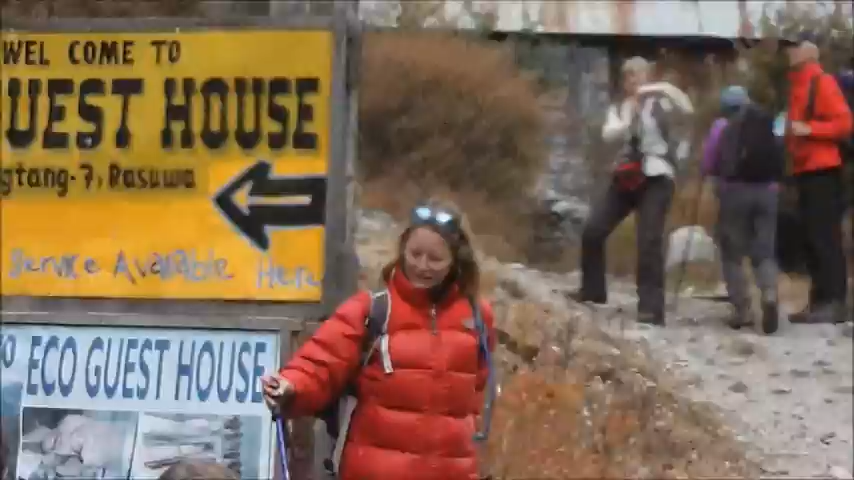 WEL COME TO
UEST HOUSE
gtang-7, Rasuwa
Service Available Here
ECO GUEST HOUSE